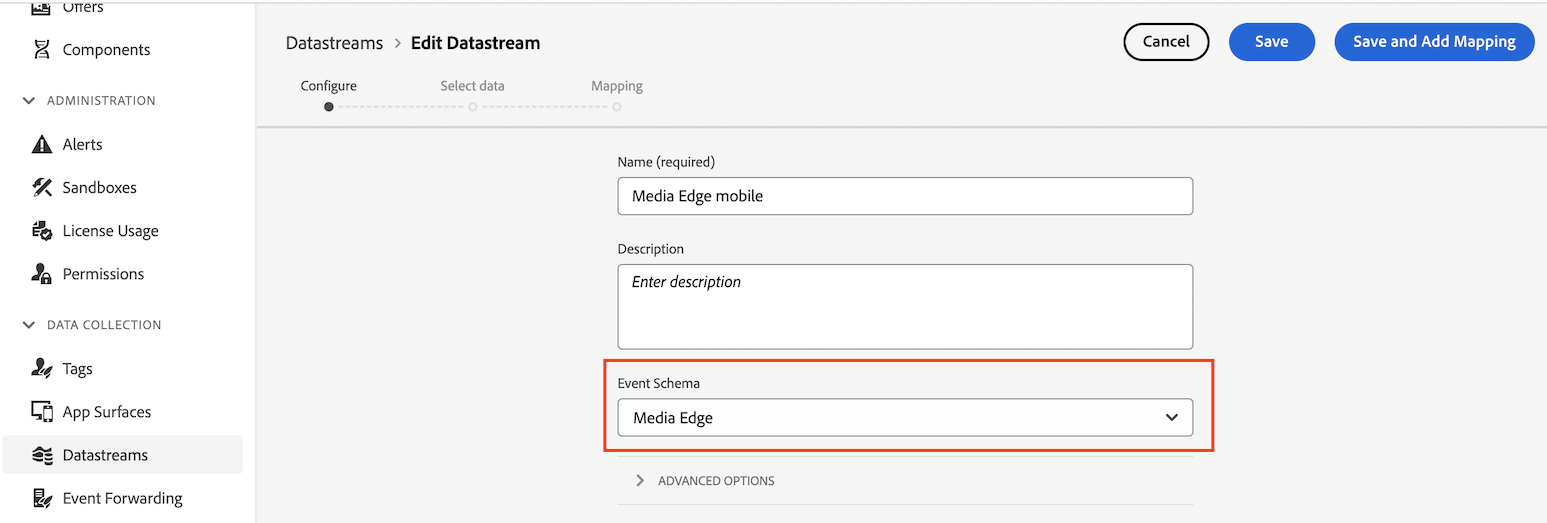 Offers
Components
ADMINISTRATION
Alerts
Sandboxes
License Usage
Permissions
DATA COLLECTION
Tags
App Surfaces
Datastreams
Event Forwarding
Datastreams > Edit Datastream
Cancel
Save
Save and Add Mapping
Configure
Select data
Mapping
Name (required)
Media Edge mobile
Description
Enter description
Event Schema
Media Edge
ADVANCED OPTIONS